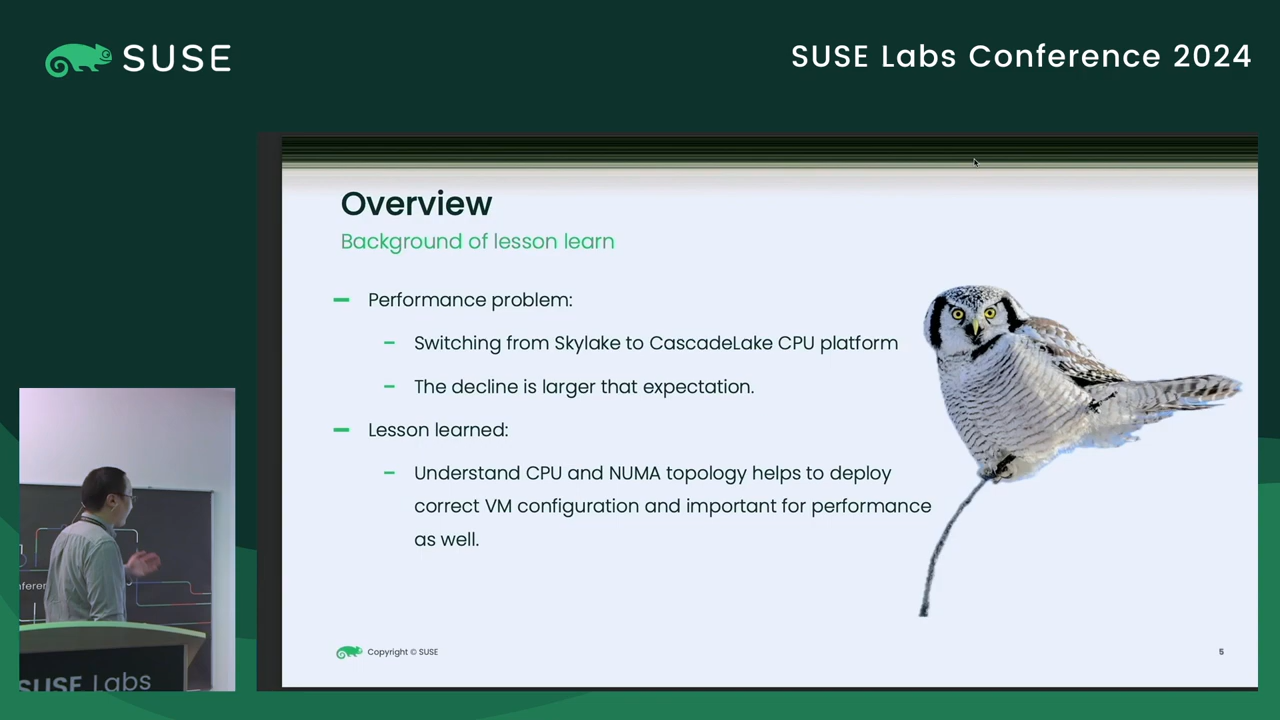 SUSE
SUSE Labs Conference 2024
Overview
Background of lesson learn
Performance problem:
Switching from Skylake to CascadeLake CPU platform
The decline is larger that expectation.
Lesson learned:
Understand CPU and NUMA topology helps to deploy
correct VM configuration and important for performance
as well.
Copyright © SUSE
5
SUSE Labs